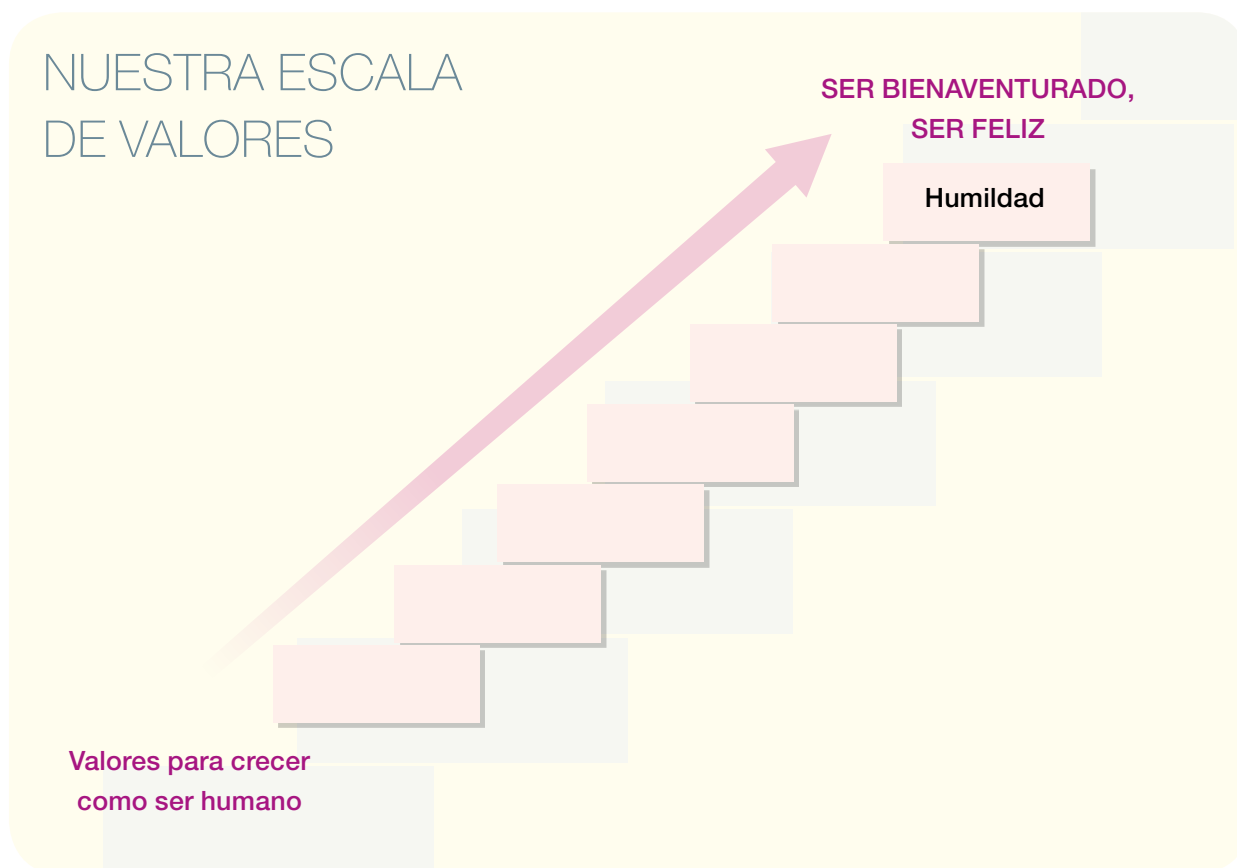 NUESTRA ESCALA
DE VALORES
SER BIENAVENTURADO,
SER FELIZ
Humildad
Valores para crecer
como ser humano